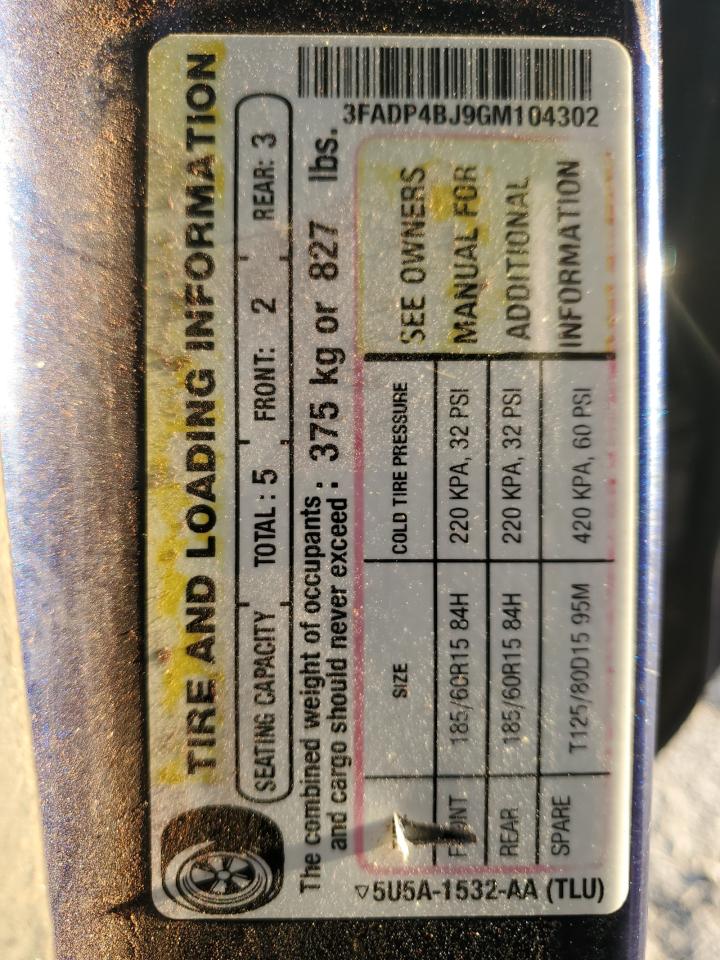 3FADP4BJ9GM104302
TIRE AND LOADING INFORMATION
SEATING CAPACITY TOTAL : 5 FRONT: 2 REAR: 3
The combined weight of occupants :
and cargo should never exceed : 375 kg or 827 lbs.
SIZE COLD TIRE PRESSURE
FRONT 185/60R15 84H 220 KPA, 32 PSI
REAR 185/60R15 84H 220 KPA, 32 PSI
SPARE T125/80D15 95M 420 KPA, 60 PSI
SEE OWNERS
MANUAL FOR
ADDITIONAL
INFORMATION
5U5A-1532-AA (TLU)